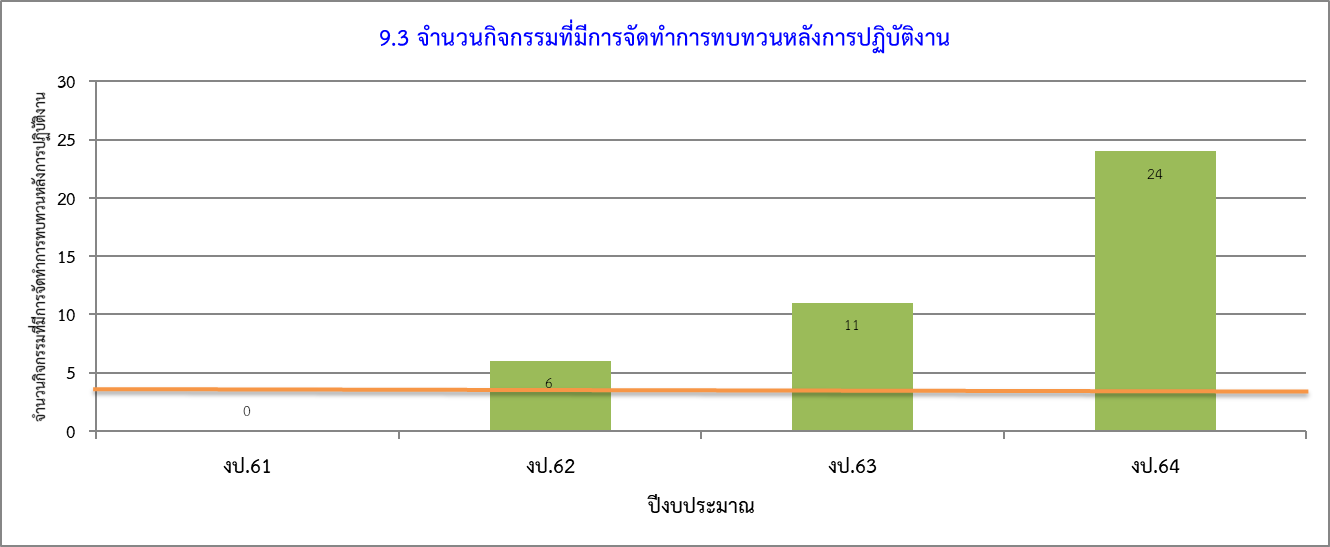 9.3 จำนวนกิจกรรมที่มีการจัดทำการทบทวนหลังการปฏิบัติงาน
จำนวนกิจกรรมที่มีการจัดทำการทบทวนหลังการปฏิบัติงาน
30
25
20
15
10
5
0
0
6
11
24
งป.61
งป.62
งป.63
งป.64
ปีงบประมาณ